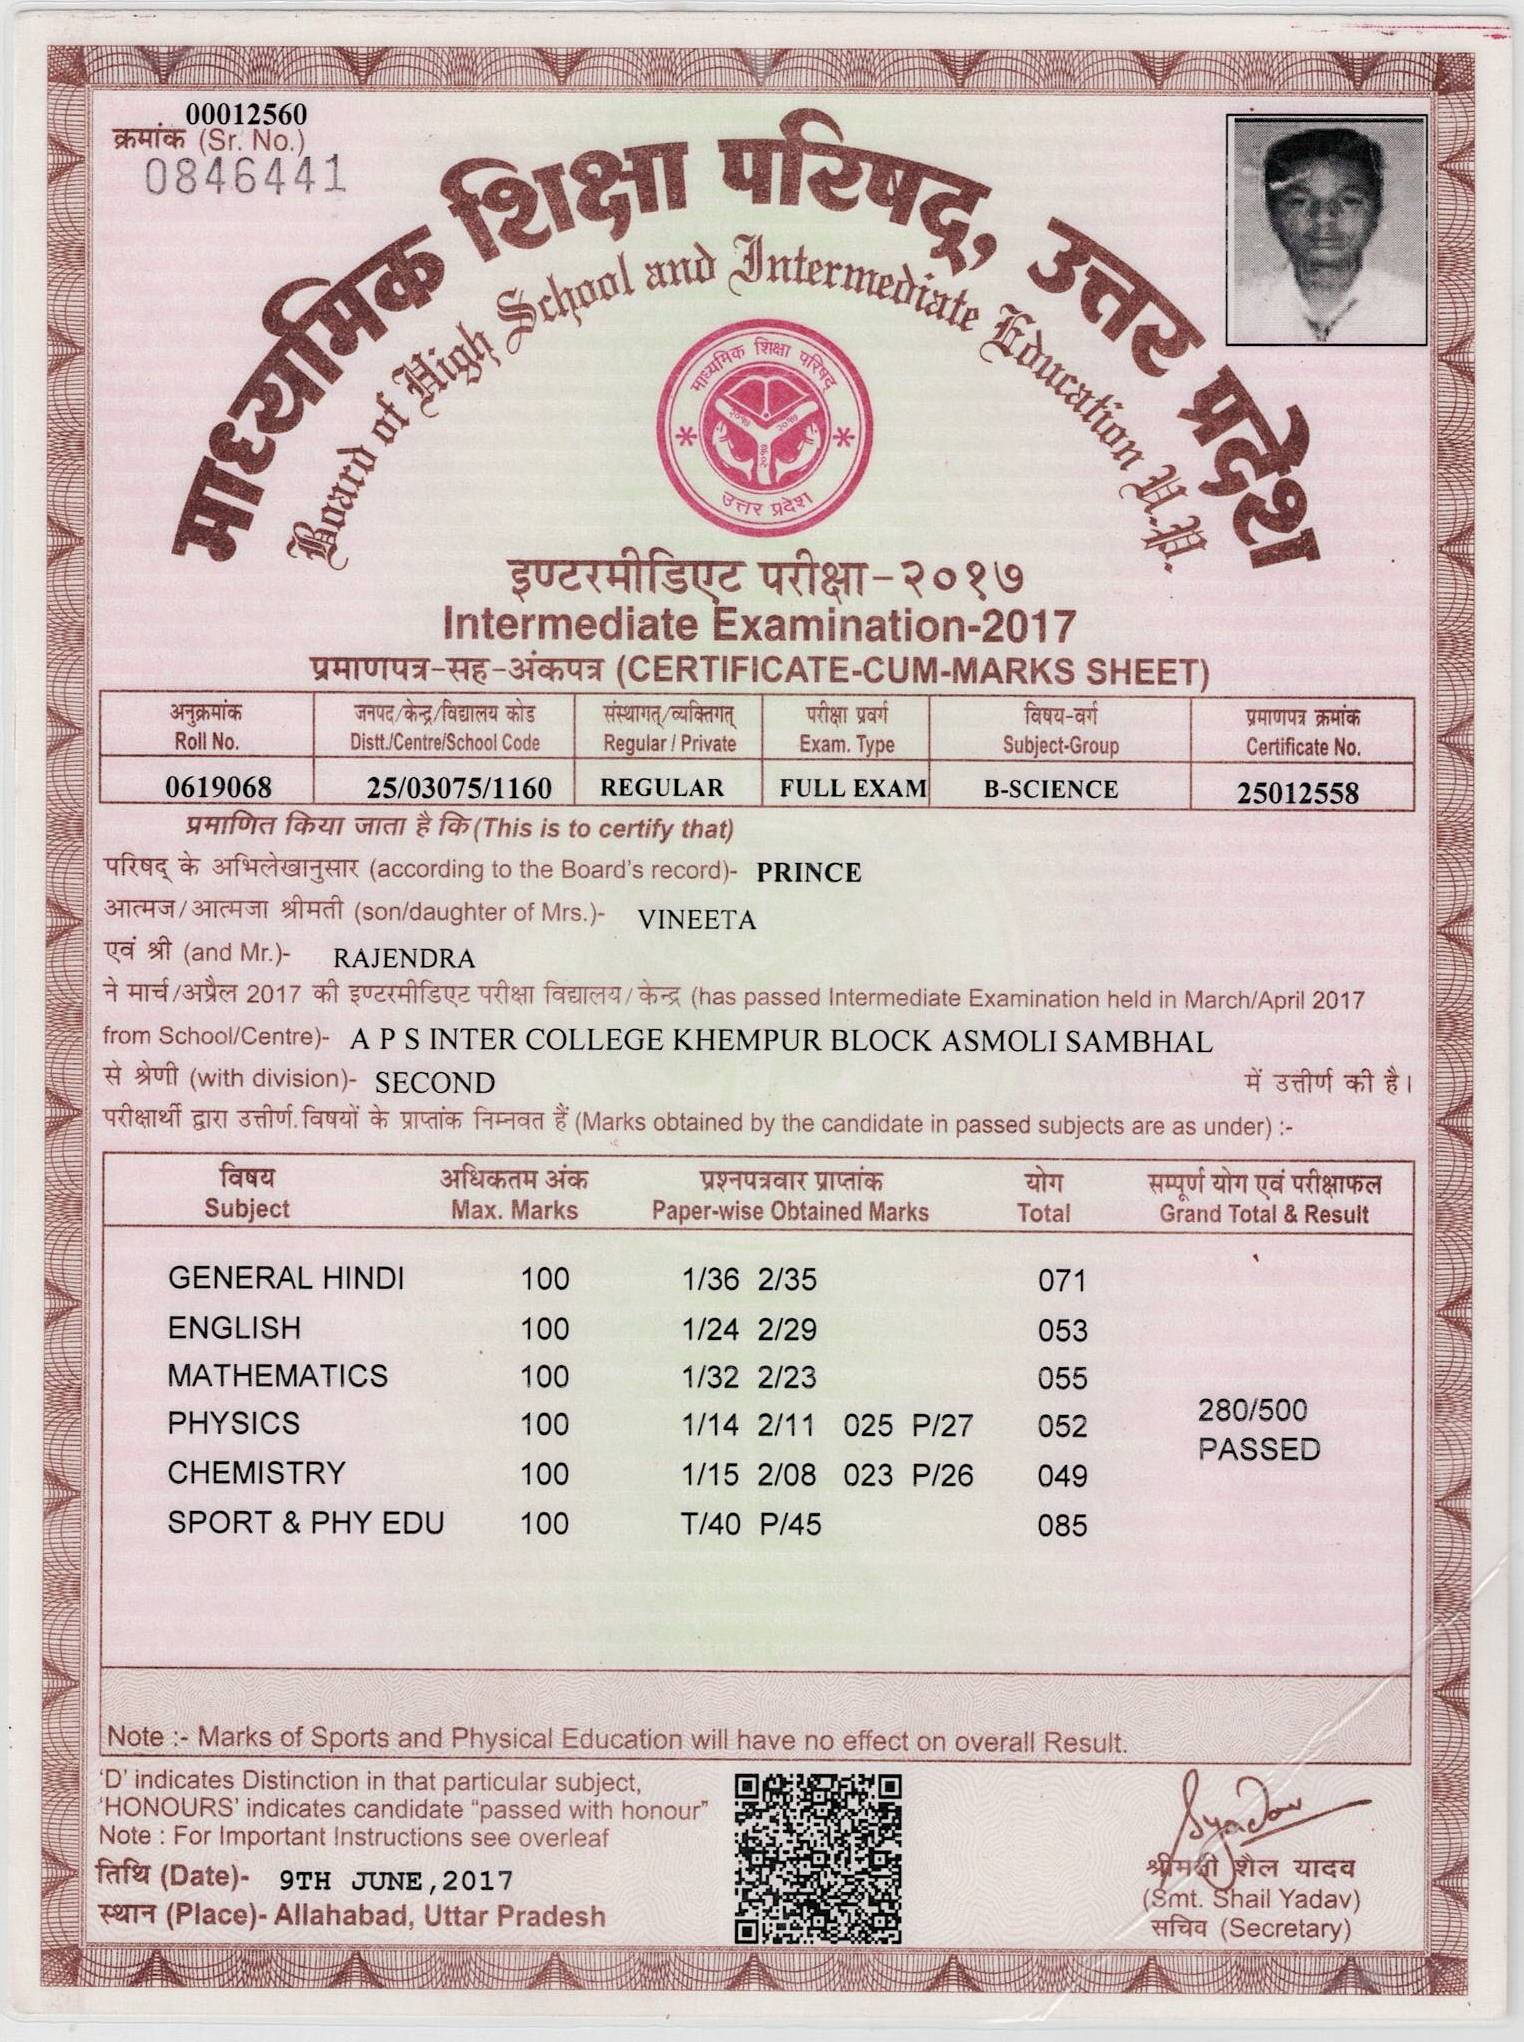 00012560
क्रमांक (Sr. No.)
0846441
माध्यमिक शिक्षा परिषद्, उत्तर प्रदेश
Board of High School and Intermediate Education U.P.
माध्यमिक शिक्षा परिषद्
उत्तर प्रदेश
इण्टरमीडिएट परीक्षा-२०१७
Intermediate Examination-2017
प्रमाणपत्र-सह-अंकपत्र (CERTIFICATE-CUM-MARKS SHEET)
अनुक्रमांक जनपद/केन्द्र/विद्यालय कोड संस्थागत्/व्यक्तिगत् परीक्षा प्रवर्ग विषय-वर्ग प्रमाणपत्र क्रमांक
Roll No. Distt./Centre/School Code Regular / Private Exam. Type Subject-Group Certificate No.
0619068 25/03075/1160 REGULAR FULL EXAM B-SCIENCE 25012558
प्रमाणित किया जाता है कि (This is to certify that)
परिषद् के अभिलेखानुसार (according to the Board's record)- PRINCE
आत्मज/आत्मजा श्रीमती (son/daughter of Mrs.)- VINEETA
एवं श्री (and Mr.)- RAJENDRA
ने मार्च/अप्रैल 2017 की इण्टरमीडिएट परीक्षा विद्यालय/केन्द्र (has passed Intermediate Examination held in March/April 2017
from School/Centre)- A P S INTER COLLEGE KHEMPUR BLOCK ASMOLI SAMBHAL
से श्रेणी (with division)- SECOND में उत्तीर्ण की है।
परीक्षार्थी द्वारा उत्तीर्ण विषयों के प्राप्तांक निम्नवत हैं (Marks obtained by the candidate in passed subjects are as under) :-
विषय अधिकतम अंक प्रश्नपत्रवार प्राप्तांक योग सम्पूर्ण योग एवं परीक्षाफल
Subject Max. Marks Paper-wise Obtained Marks Total Grand Total & Result
GENERAL HINDI 100 1/36 2/35 071
ENGLISH 100 1/24 2/29 053
MATHEMATICS 100 1/32 2/23 055
280/500
PHYSICS 100 1/14 2/11 025 P/27 052
PASSED
CHEMISTRY 100 1/15 2/08 023 P/26 049
SPORT & PHY EDU 100 T/40 P/45 085
Note :- Marks of Sports and Physical Education will have no effect on overall Result.
'D' indicates Distinction in that particular subject,
'HONOURS' indicates candidate "passed with honour"
Note : For Important Instructions see overleaf
तिथि (Date)- 9TH JUNE,2017
स्थान (Place)- Allahabad, Uttar Pradesh
Syadav
श्रीमती शैल यादव
(Smt. Shail Yadav)
सचिव (Secretary)